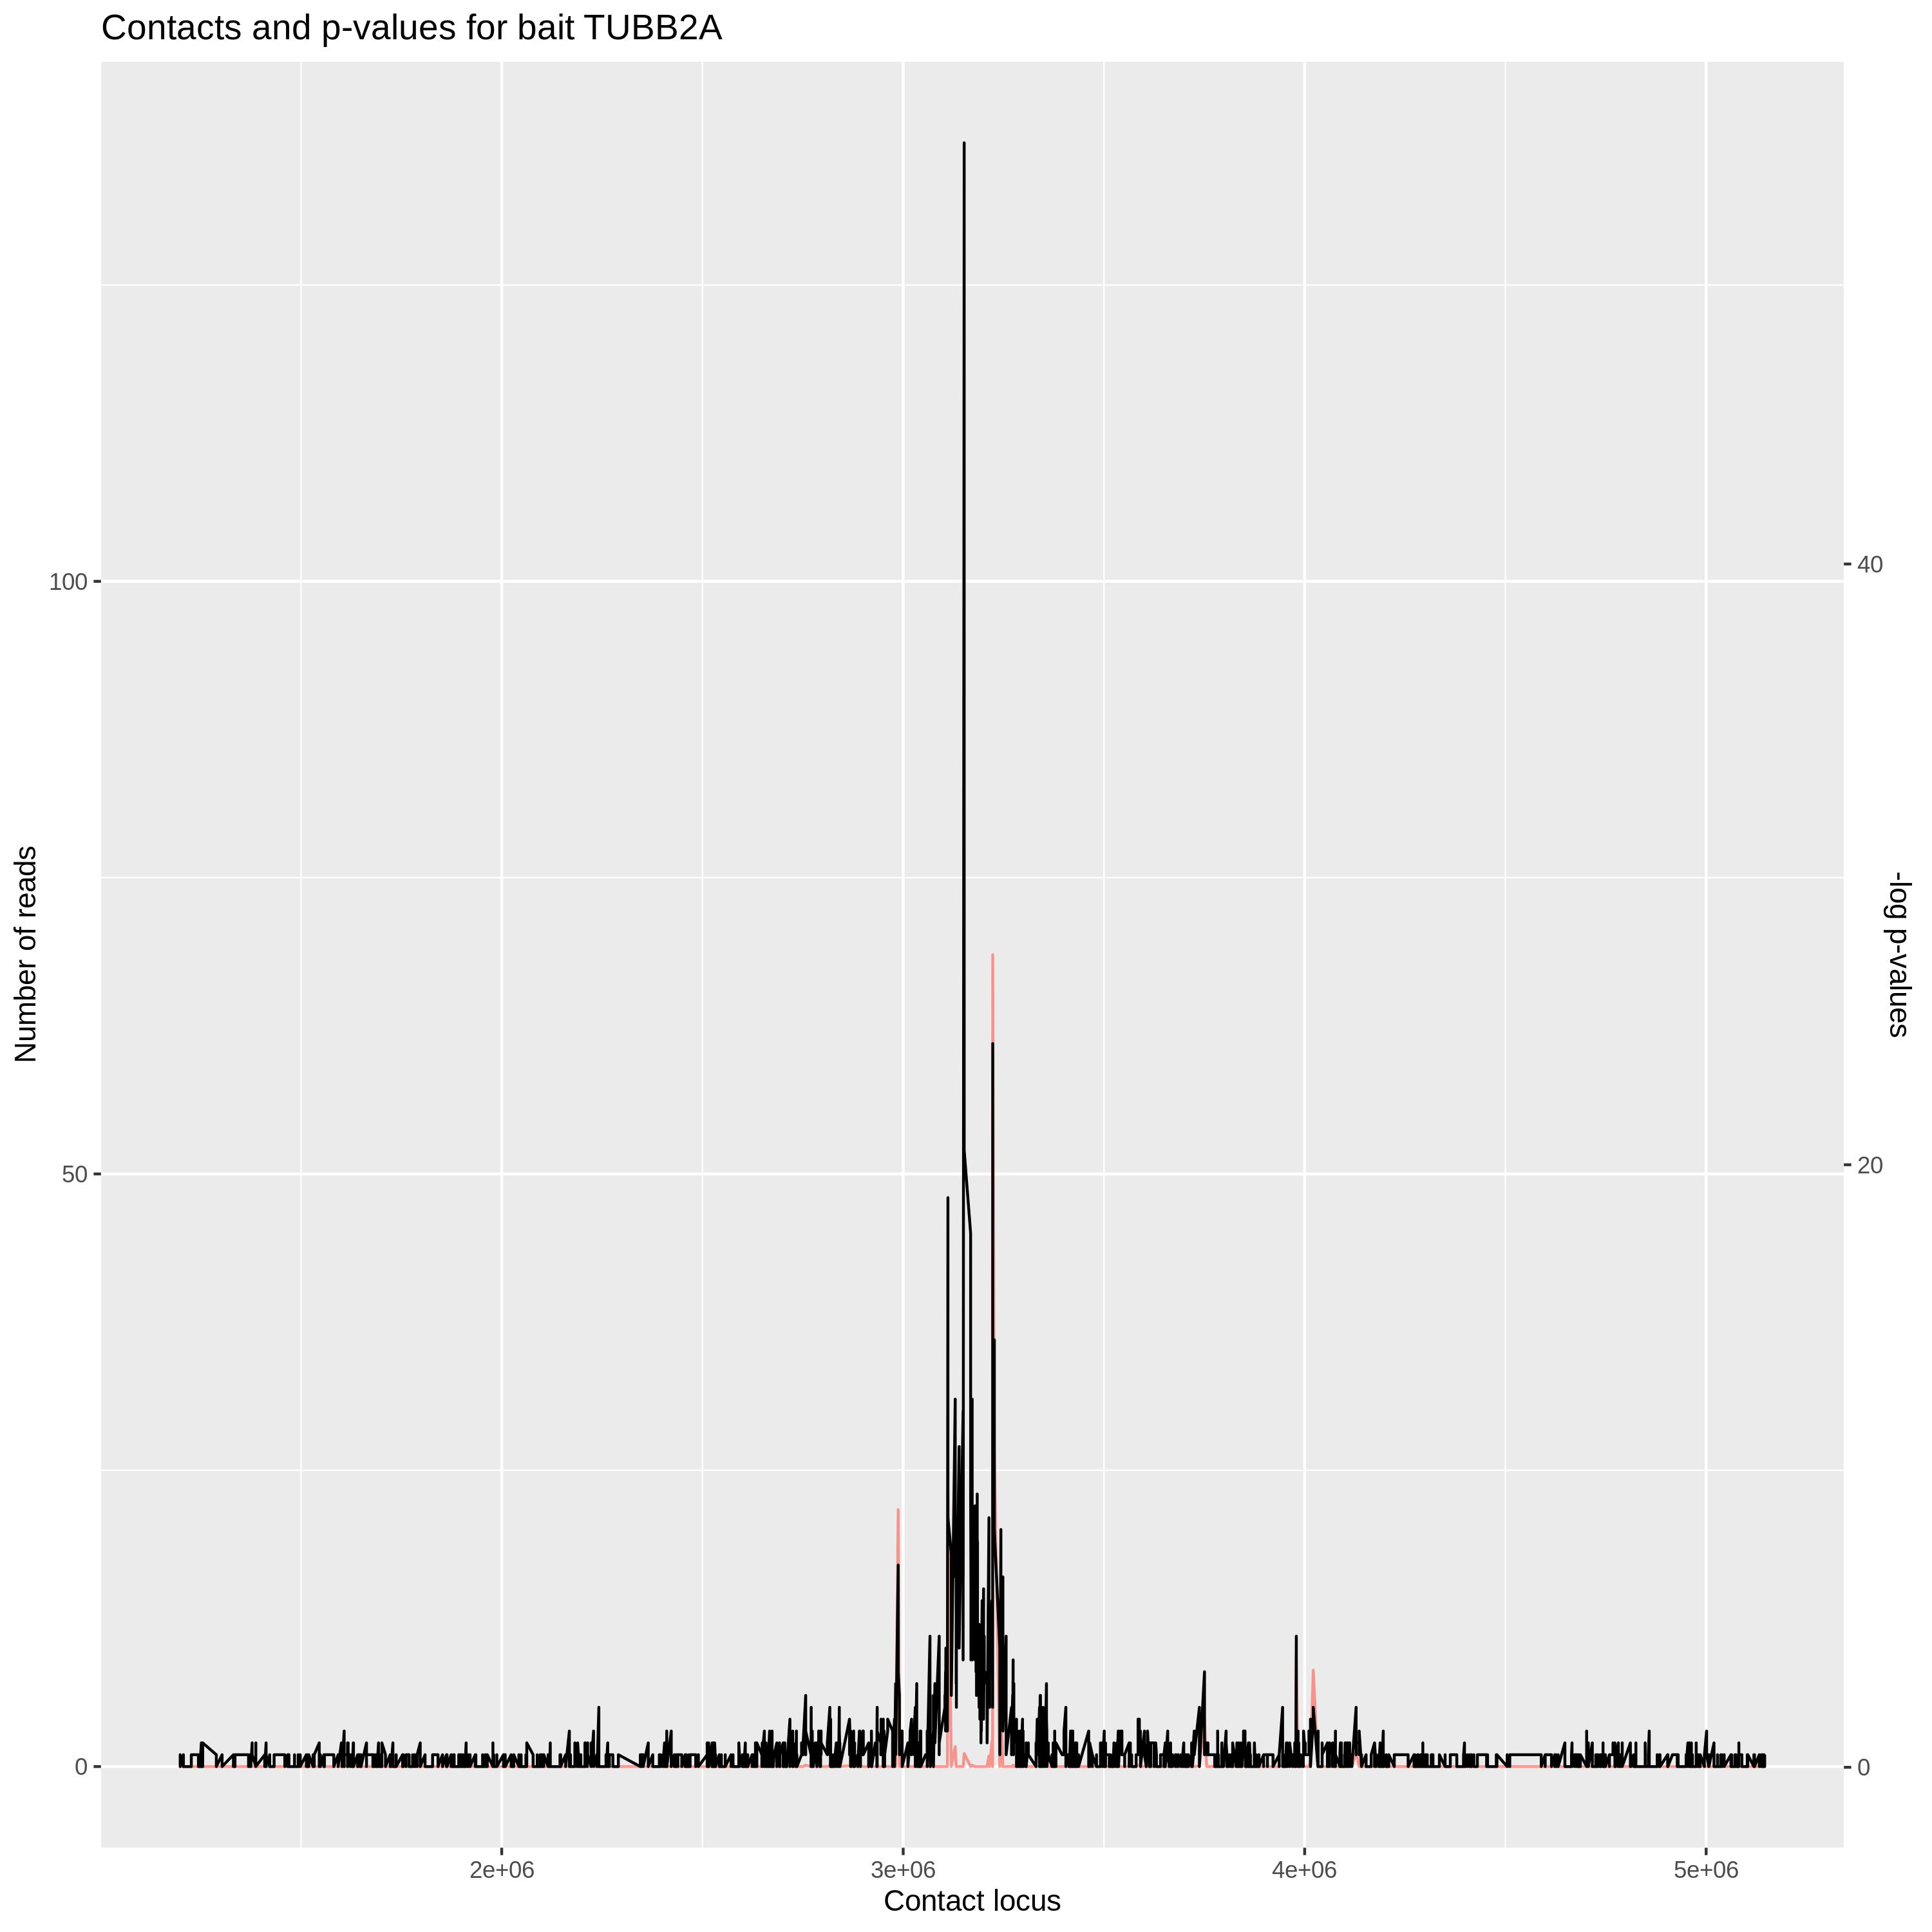 Contacts and p-values for bait TUBB2A
Number of reads
100
50
0
40
20
0
-log p-values
2e+06
3e+06
4e+06
5e+06
Contact locus